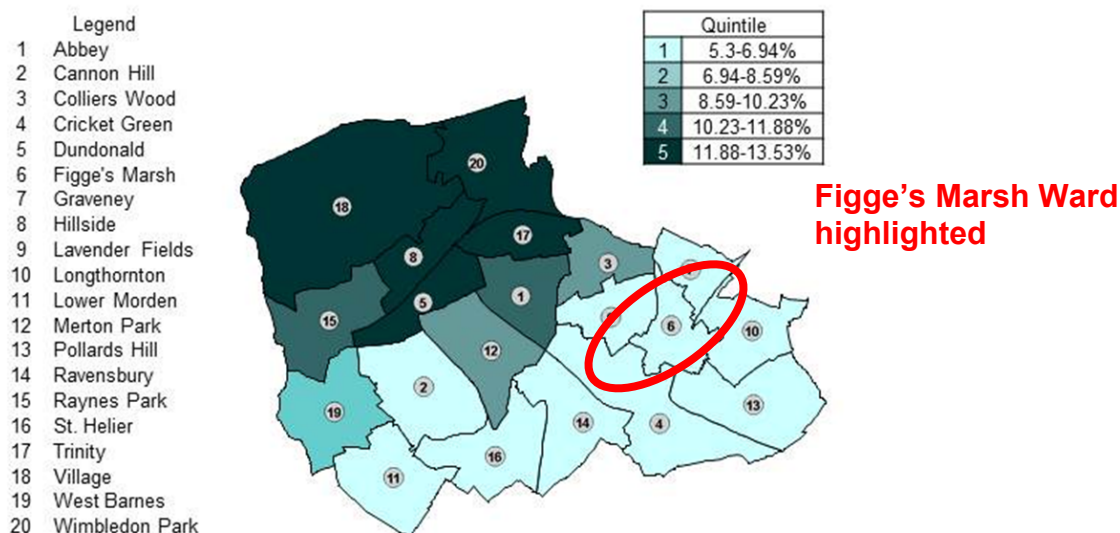 Legend
1 Abbey
2 Cannon Hill
3 Colliers Wood
4 Cricket Green
5 Dundonald
6 Figge's Marsh
7 Graveney
8 Hillside
9 Lavender Fields
10 Longthornton
11 Lower Morden
12 Merton Park
13 Pollards Hill
14 Ravensbury
15 Raynes Park
16 St. Helier
17 Trinity
18 Village
19 West Barnes
20 Wimbledon Park
Quintile
1 5.3-6.94%
2 6.94-8.59%
3 8.59-10.23%
4 10.23-11.88%
5 11.88-13.53%
Figge’s Marsh Ward
highlighted
20
18
17
8
3
5
1
15
6
10
12
2
19
13
14
4
16
11